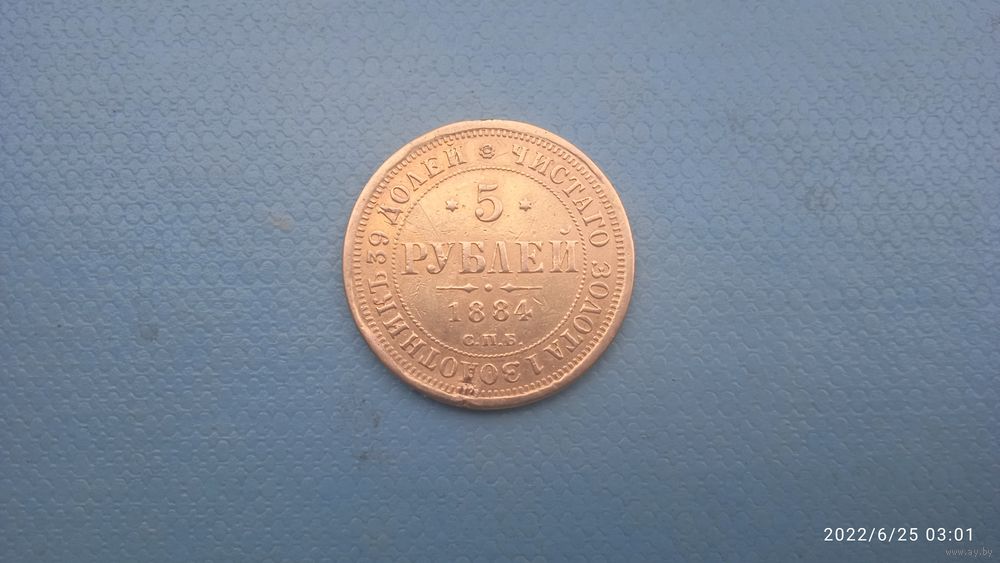 ЧИСТАГО ЗОЛОТА 1 ЗОЛОТНИКЪ 39 ДОЛЕЙ
5
РУБЛЕЙ
1884
С.П.Б.
2022/6/25 03:01
www.ay.by